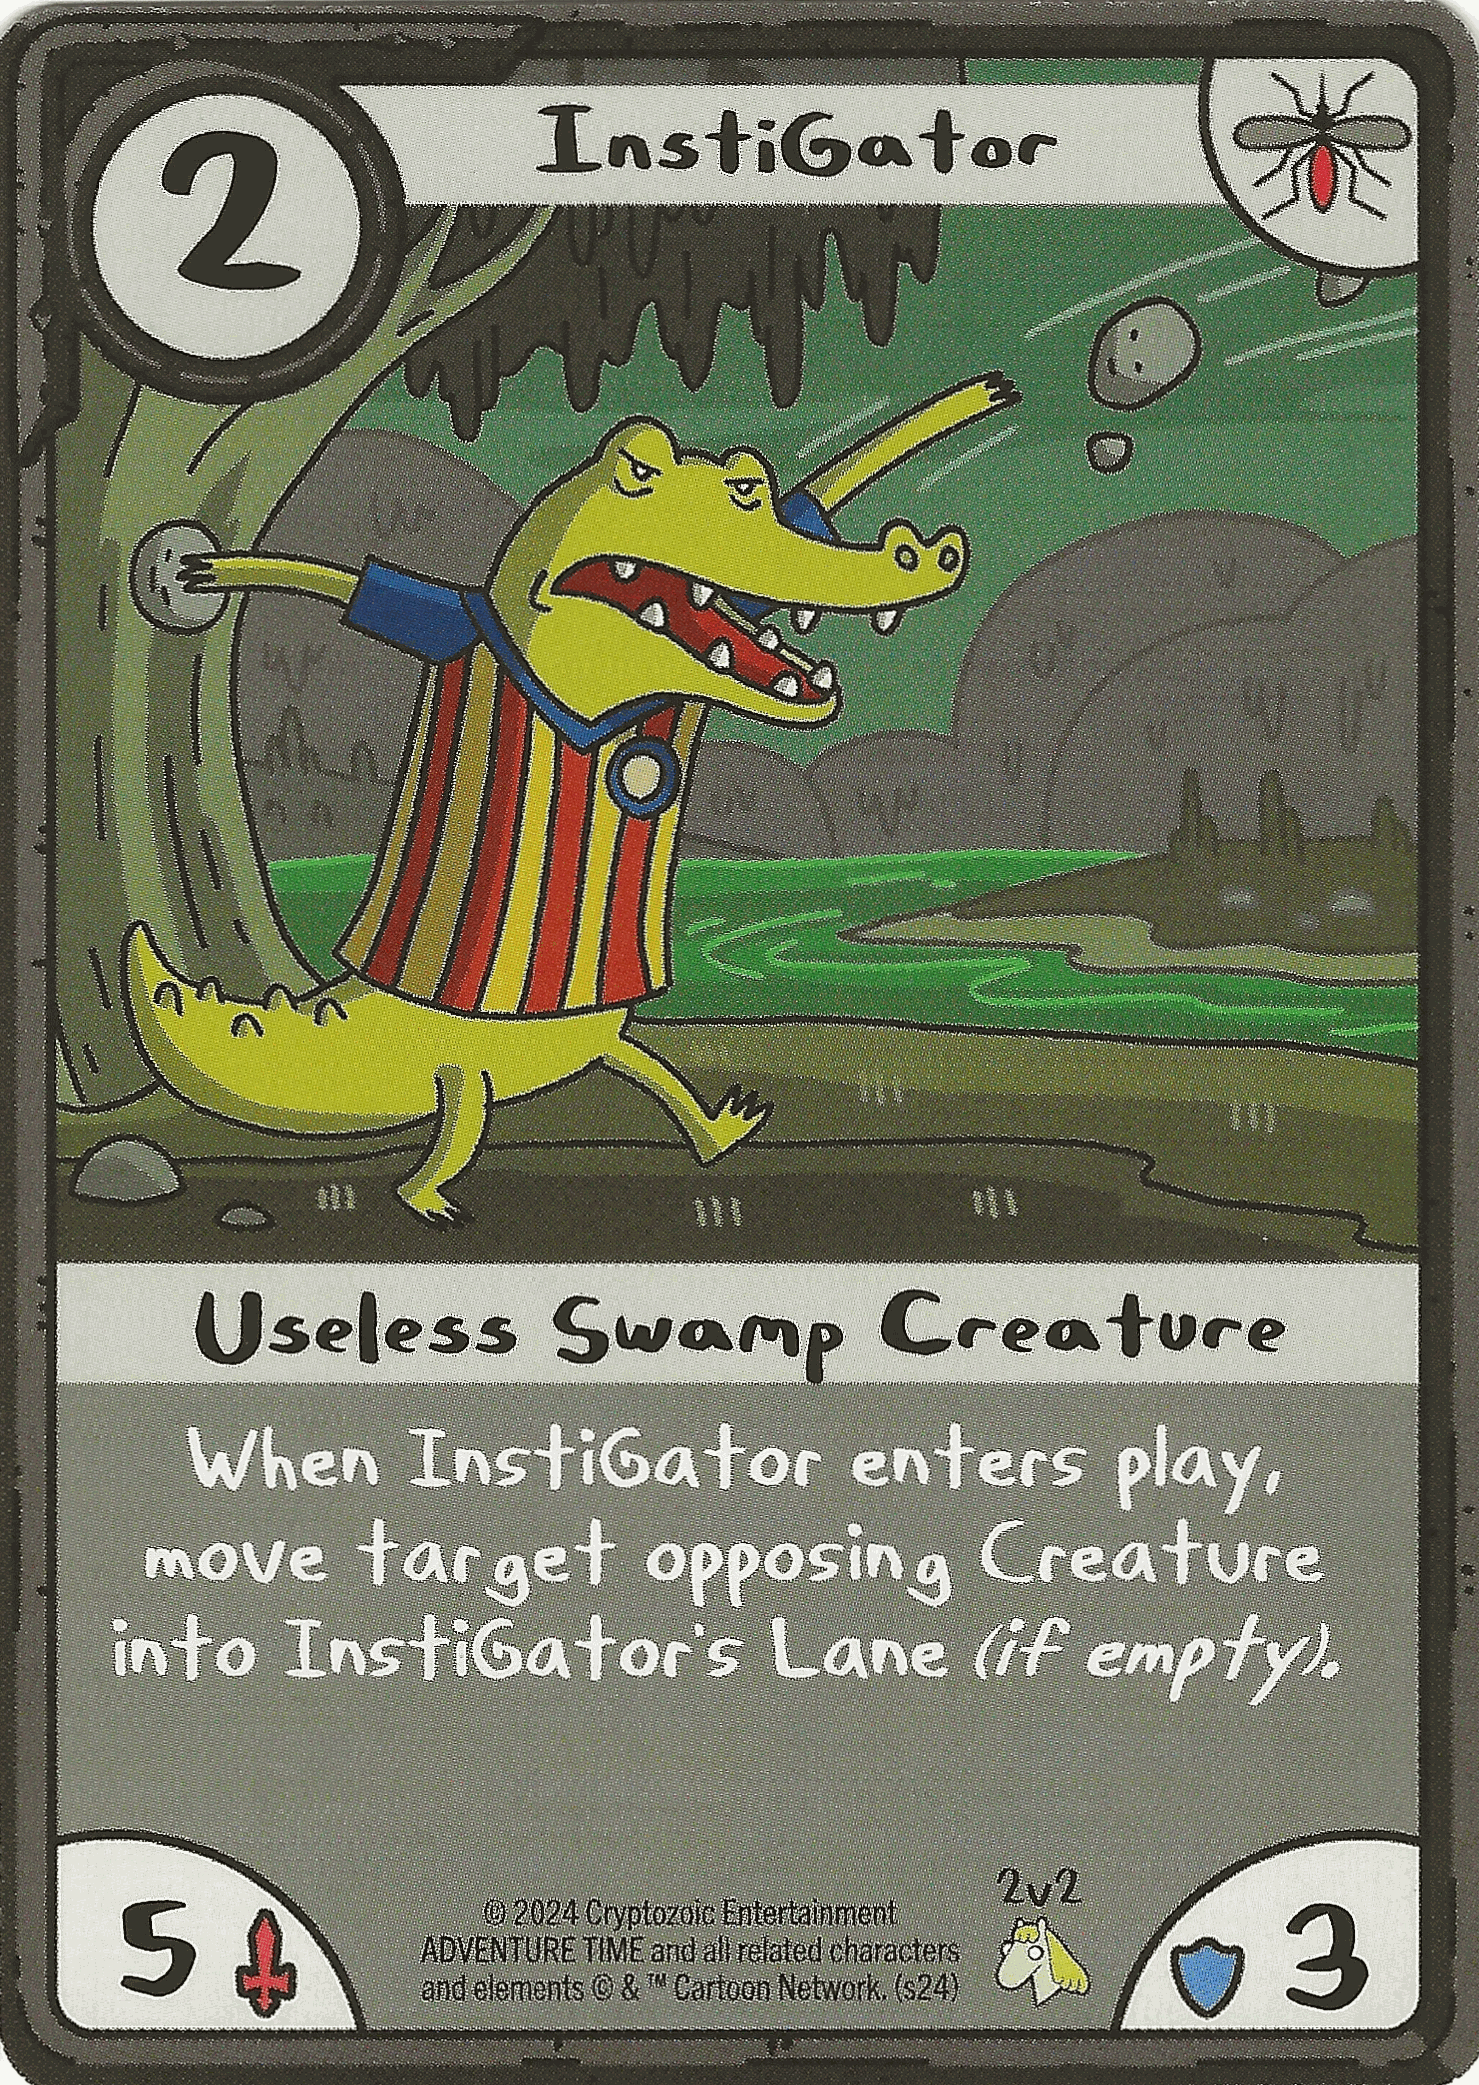 2
InstiGator
Useless Swamp Creature
When InstiGator enters play,
move target opposing Creature
into InstiGator's Lane (if empty).
5
© 2024 Cryptozoic Entertainment
ADVENTURE TIME and all related characters
and elements © & ™ Cartoon Network. (s24)
2v2
3